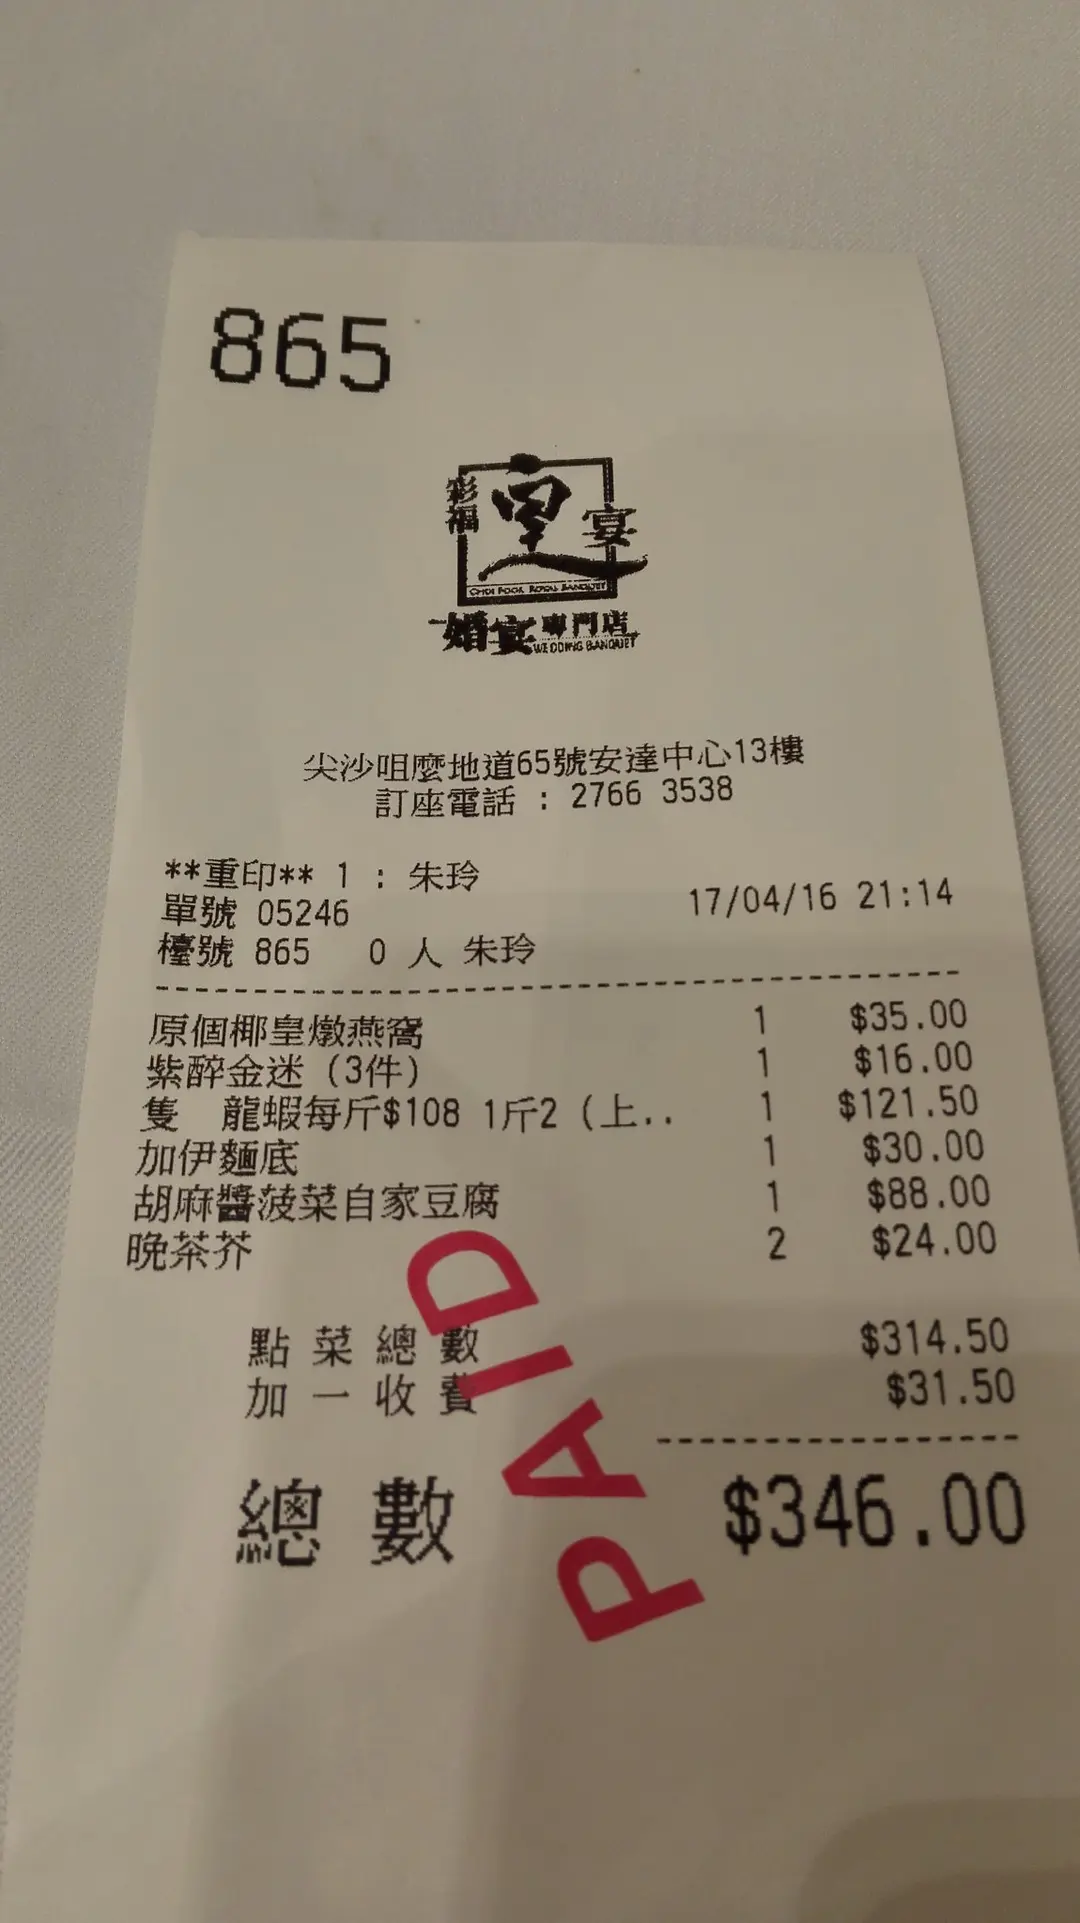 865
彩福 皇 宴
CHOI FOOK ROYAL BANQUET
婚宴專門店
WEDDING BANQUET
尖沙咀麼地道65號安達中心13樓
訂座電話 : 2766 3538
**重印** 1 : 朱玲
單號 05246 17/04/16 21:14
檯號 865 0 人 朱玲
原個椰皇燉燕窩 1 $35.00
紫醉金迷 (3件) 1 $16.00
隻 龍蝦每斤$108 1斤2 (上.. 1 $121.50
加伊麵底 1 $30.00
胡麻醬菠菜自家豆腐 1 $88.00
晚茶芥 2 $24.00
點菜總數 $314.50
加一收費 $31.50
總數 $346.00
PAID